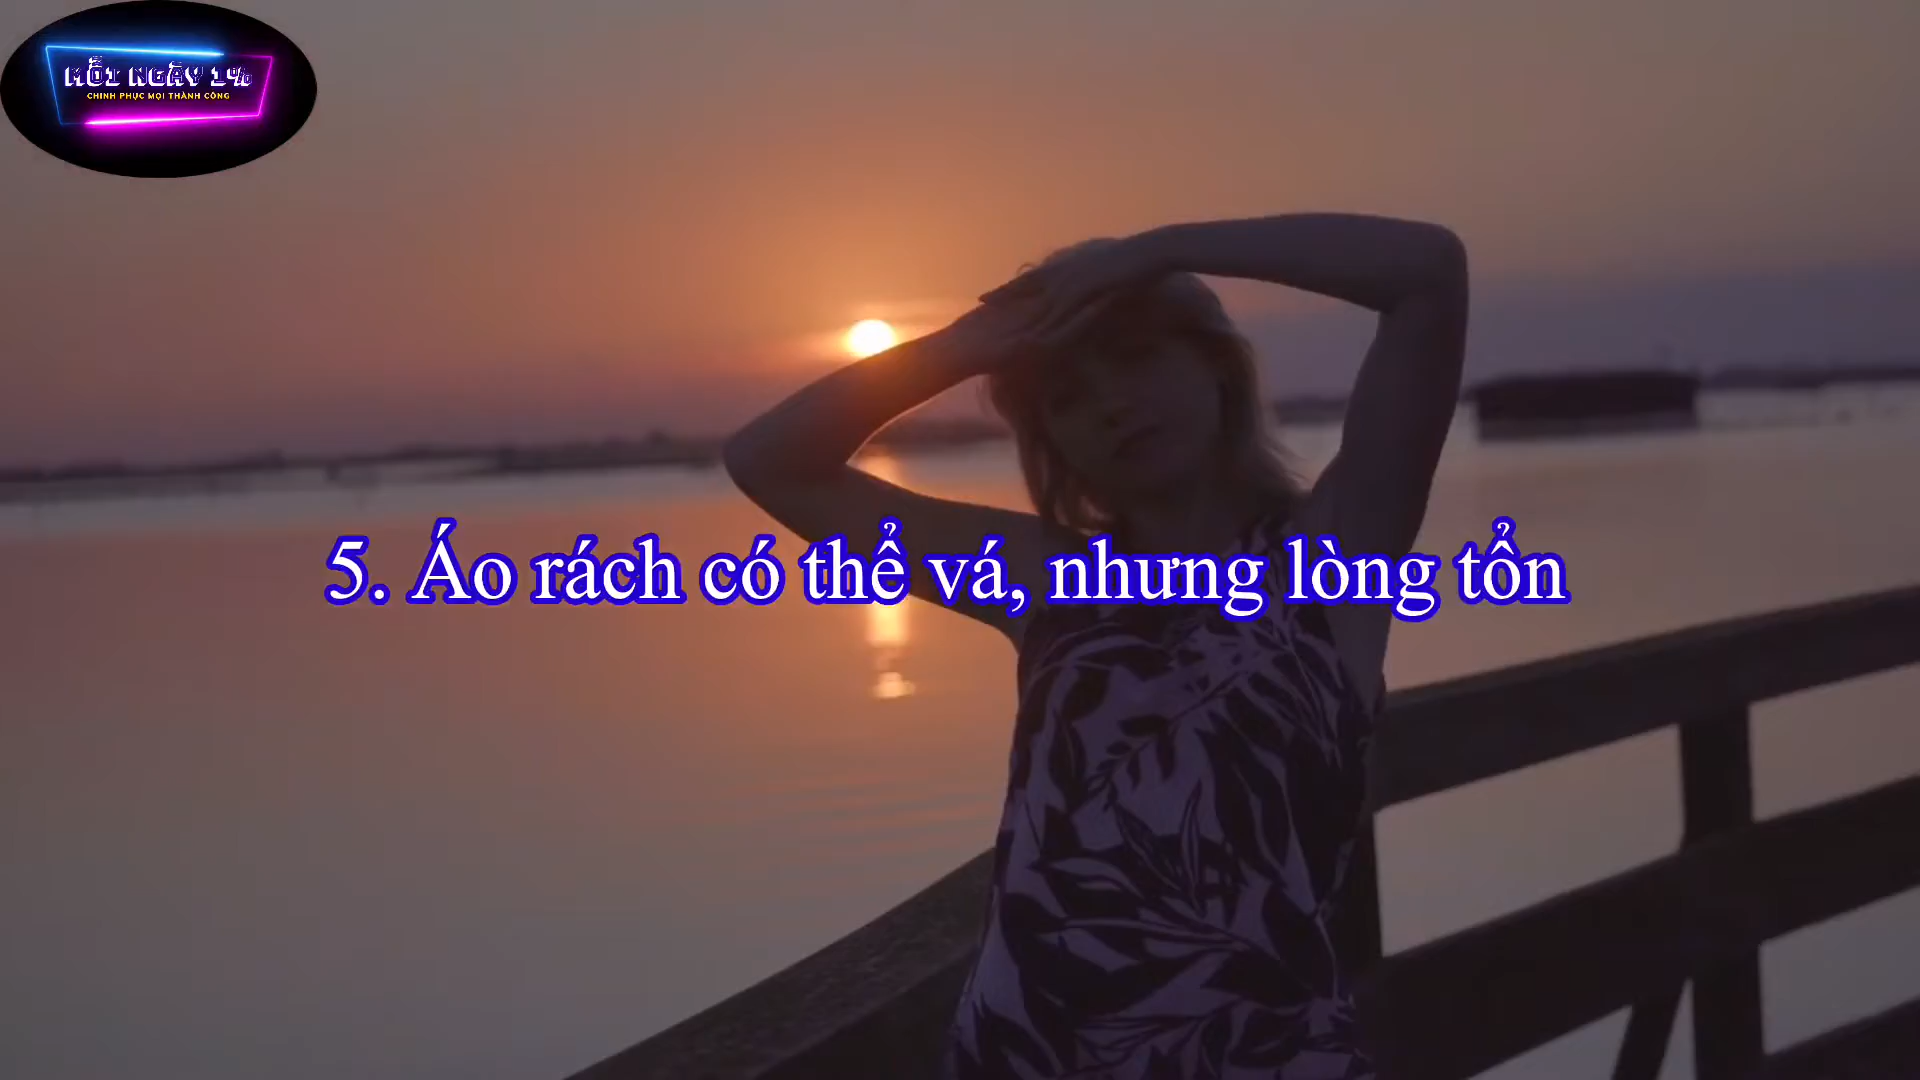 MỖI NGÀY 1%
CHINH PHỤC MỌI THÀNH CÔNG
5. Áo rách có thể vá, nhưng lòng tổn